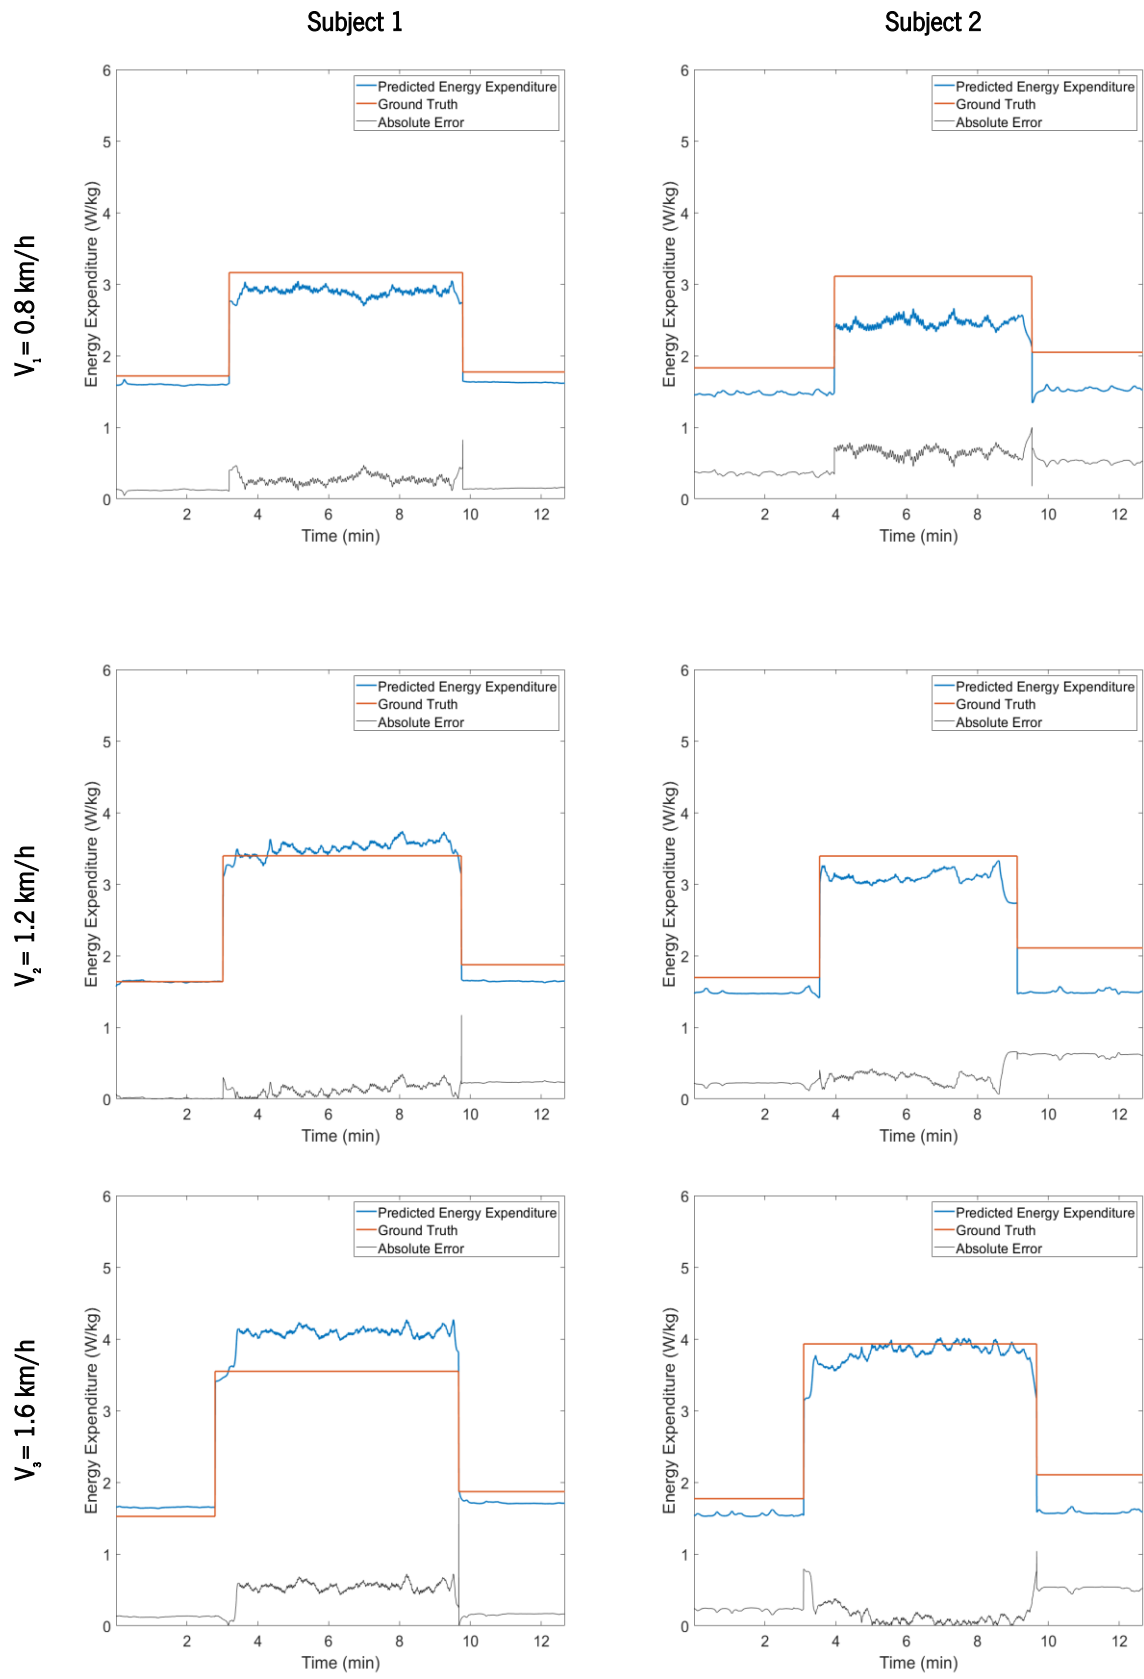 Subject 1
Subject 2
V1 = 0.8 km/h
6
5
4
3
2
1
0
Energy Expenditure (W/kg)
Predicted Energy Expenditure
Ground Truth
Absolute Error
2 4 6 8 10 12
Time (min)
6
5
4
3
2
1
0
Energy Expenditure (W/kg)
Predicted Energy Expenditure
Ground Truth
Absolute Error
2 4 6 8 10 12
Time (min)
V2 = 1.2 km/h
6
5
4
3
2
1
0
Energy Expenditure (W/kg)
Predicted Energy Expenditure
Ground Truth
Absolute Error
2 4 6 8 10 12
Time (min)
6
5
4
3
2
1
0
Energy Expenditure (W/kg)
Predicted Energy Expenditure
Ground Truth
Absolute Error
2 4 6 8 10 12
Time (min)
V3 = 1.6 km/h
6
5
4
3
2
1
0
Energy Expenditure (W/kg)
Predicted Energy Expenditure
Ground Truth
Absolute Error
2 4 6 8 10 12
Time (min)
6
5
4
3
2
1
0
Energy Expenditure (W/kg)
Predicted Energy Expenditure
Ground Truth
Absolute Error
2 4 6 8 10 12
Time (min)